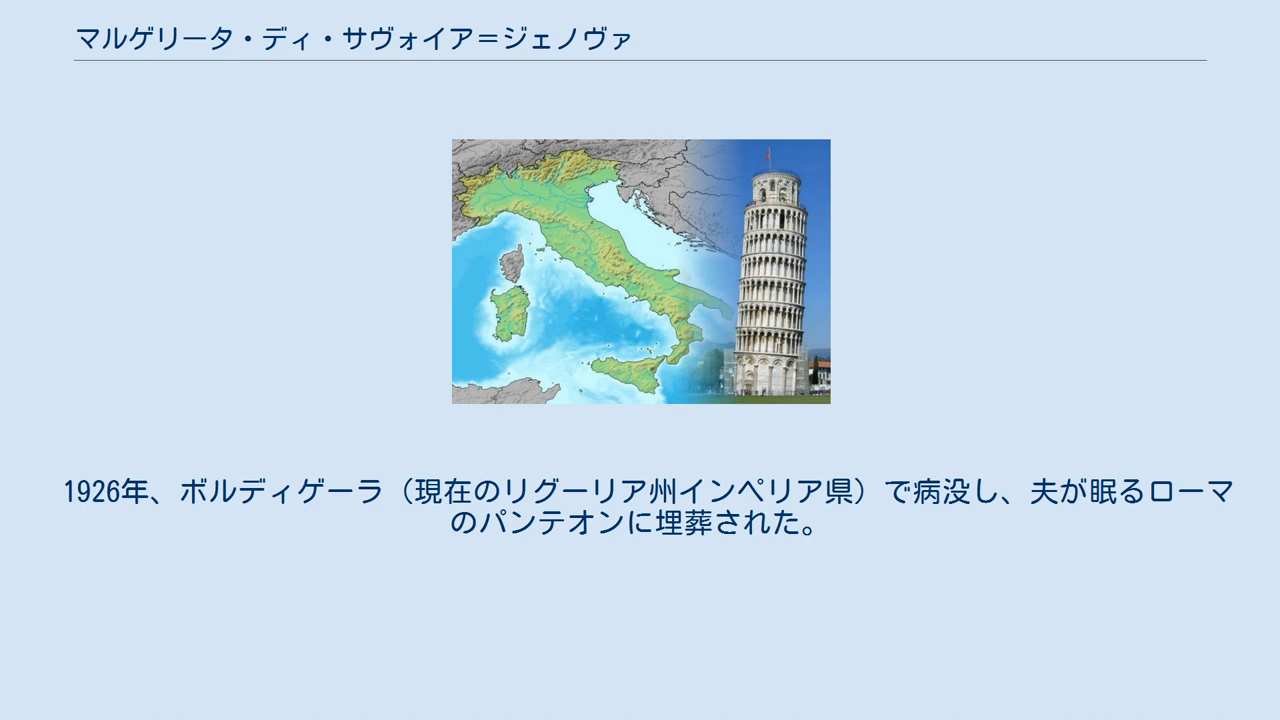 マルゲリータ・ディ・サヴォイア＝ジェノヴァ
1926年、ボルディゲーラ（現在のリグーリア州インペリア県）で病没し、夫が眠るローマ
のパンテオンに埋葬された。